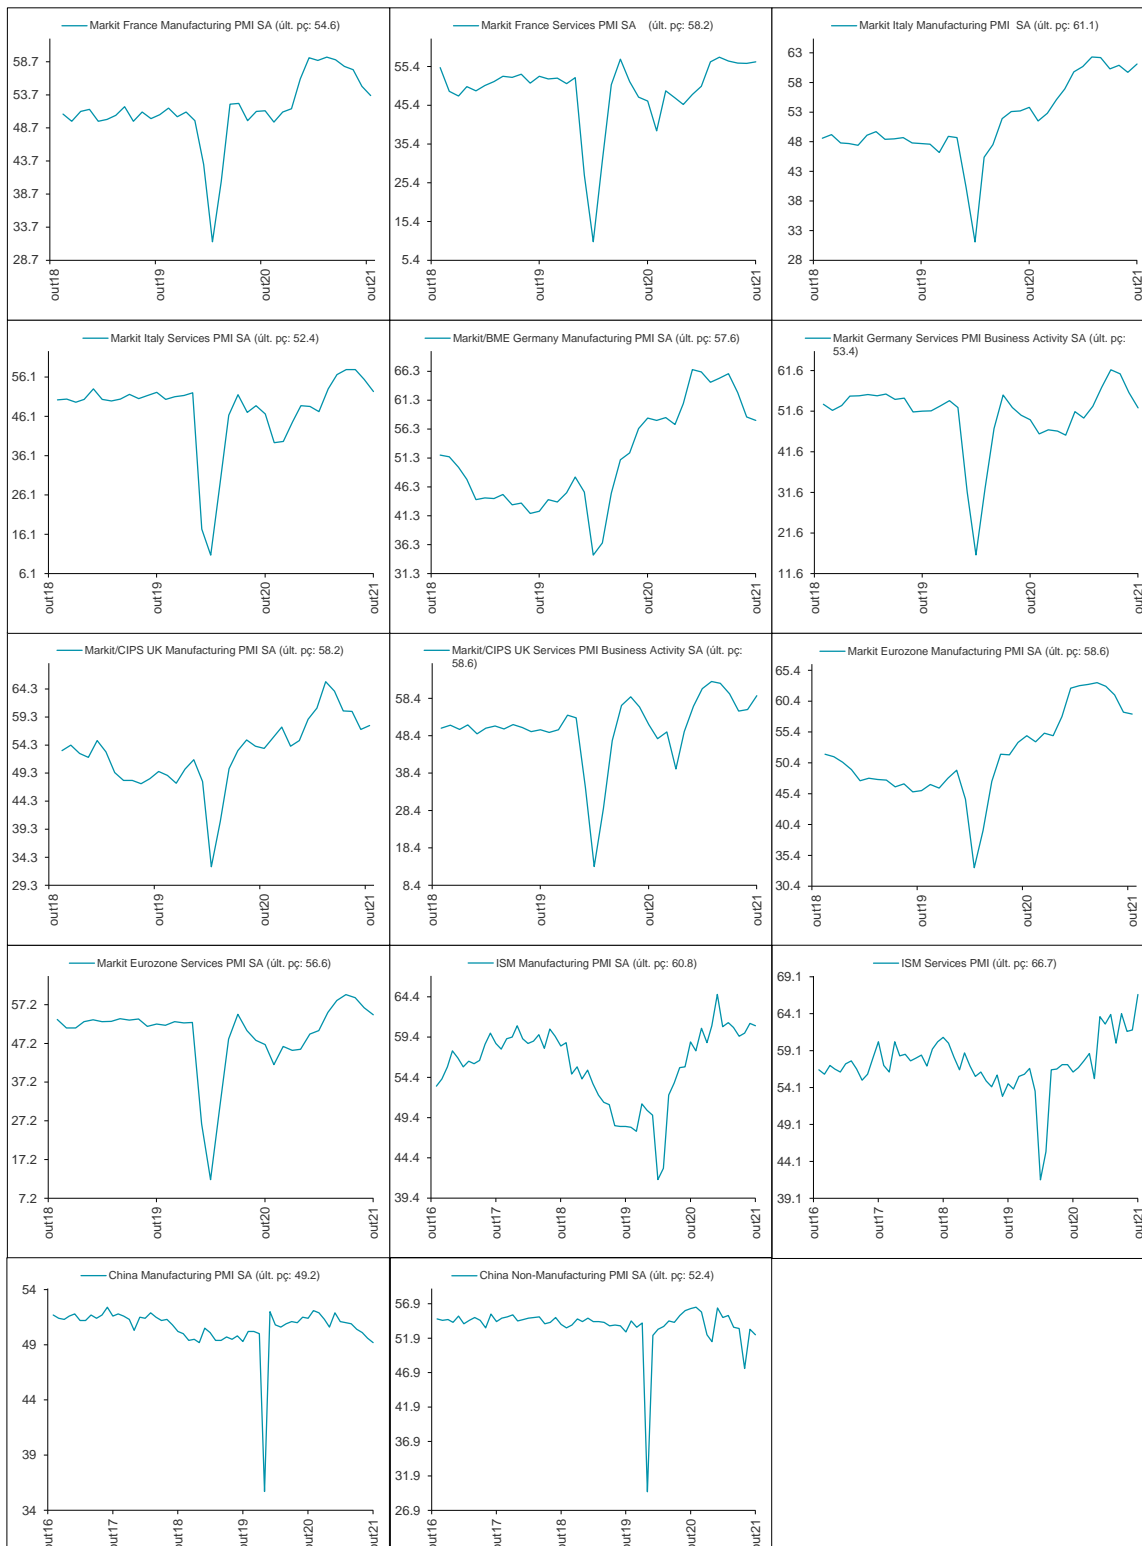 Markit France Manufacturing PMI SA (últ. pç: 54.6)
58.7
53.7
48.7
43.7
38.7
33.7
28.7
out18
out19
out20
out21
Markit France Services PMI SA (últ. pç: 58.2)
55.4
45.4
35.4
25.4
15.4
5.4
out18
out19
out20
out21
Markit Italy Manufacturing PMI SA (últ. pç: 61.1)
63
58
53
48
43
38
33
28
out18
out19
out20
out21
Markit Italy Services PMI SA (últ. pç: 52.4)
56.1
46.1
36.1
26.1
16.1
6.1
out18
out19
out20
out21
Markit/BME Germany Manufacturing PMI SA (últ. pç: 57.6)
66.3
61.3
56.3
51.3
46.3
41.3
36.3
31.3
out18
out19
out20
out21
Markit Germany Services PMI Business Activity SA (últ. pç:
53.4)
61.6
51.6
41.6
31.6
21.6
11.6
out18
out19
out20
out21
Markit/CIPS UK Manufacturing PMI SA (últ. pç: 58.2)
64.3
59.3
54.3
49.3
44.3
39.3
34.3
29.3
out18
out19
out20
out21
Markit/CIPS UK Services PMI Business Activity SA (últ. pç:
58.6)
58.4
48.4
38.4
28.4
18.4
8.4
out18
out19
out20
out21
Markit Eurozone Manufacturing PMI SA (últ. pç: 58.6)
65.4
60.4
55.4
50.4
45.4
40.4
35.4
30.4
out18
out19
out20
out21
Markit Eurozone Services PMI SA (últ. pç: 56.6)
57.2
47.2
37.2
27.2
17.2
7.2
out18
out19
out20
out21
ISM Manufacturing PMI SA (últ. pç: 60.8)
64.4
59.4
54.4
49.4
44.4
39.4
out16
out17
out18
out19
out20
out21
ISM Services PMI (últ. pç: 66.7)
69.1
64.1
59.1
54.1
49.1
44.1
39.1
out16
out17
out18
out19
out20
out21
China Manufacturing PMI SA (últ. pç: 49.2)
54
49
44
39
34
out16
out17
out18
out19
out20
out21
China Non-Manufacturing PMI SA (últ. pç: 52.4)
56.9
51.9
46.9
41.9
36.9
31.9
26.9
out16
out17
out18
out19
out20
out21